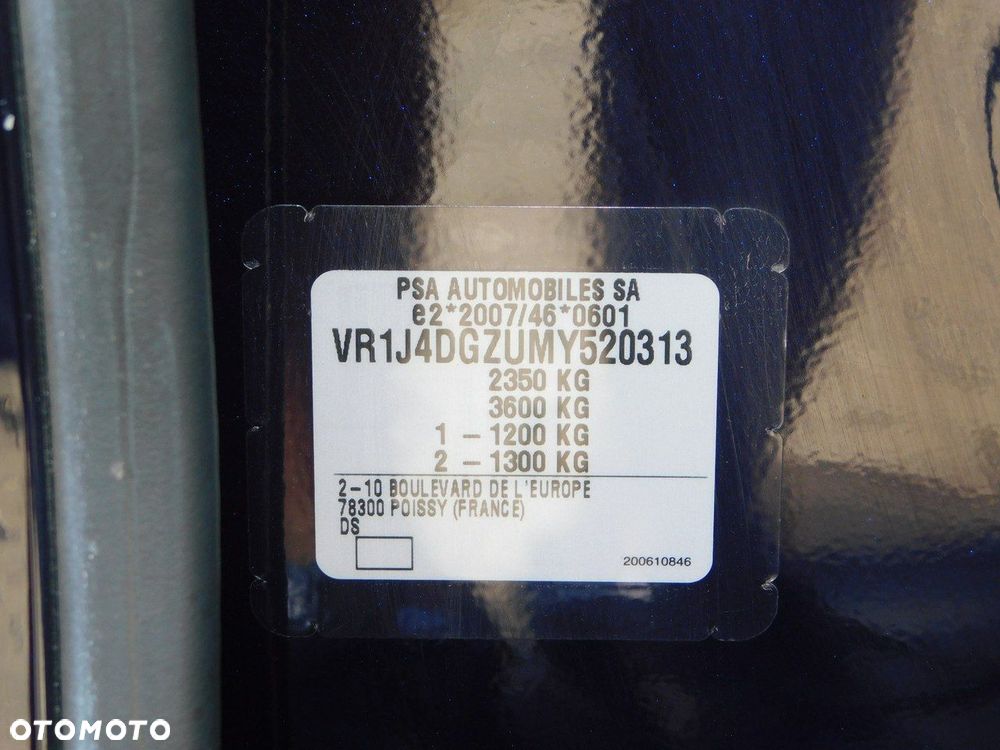 PSA AUTOMOBILES SA
e2*2007/46*0601
VR1J4DGZUMY520313
2350 KG
3600 KG
1 – 1200 KG
2 – 1300 KG
2–10 BOULEVARD DE L'EUROPE
78300 POISSY (FRANCE)
DS
200610846
OTOMOTO